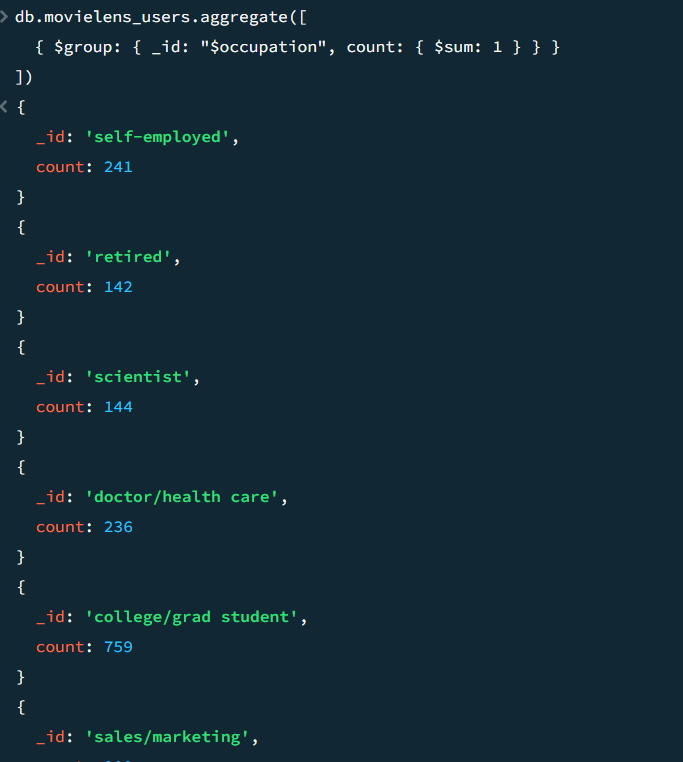 db.movielens_users.aggregate([
{ $group: { _id: "$occupation", count: { $sum: 1 } } }
])
{
_id: 'self-employed',
count: 241
}
{
_id: 'retired',
count: 142
}
{
_id: 'scientist',
count: 144
}
{
_id: 'doctor/health care',
count: 236
}
{
_id: 'college/grad student',
count: 759
}
{
_id: 'sales/marketing',